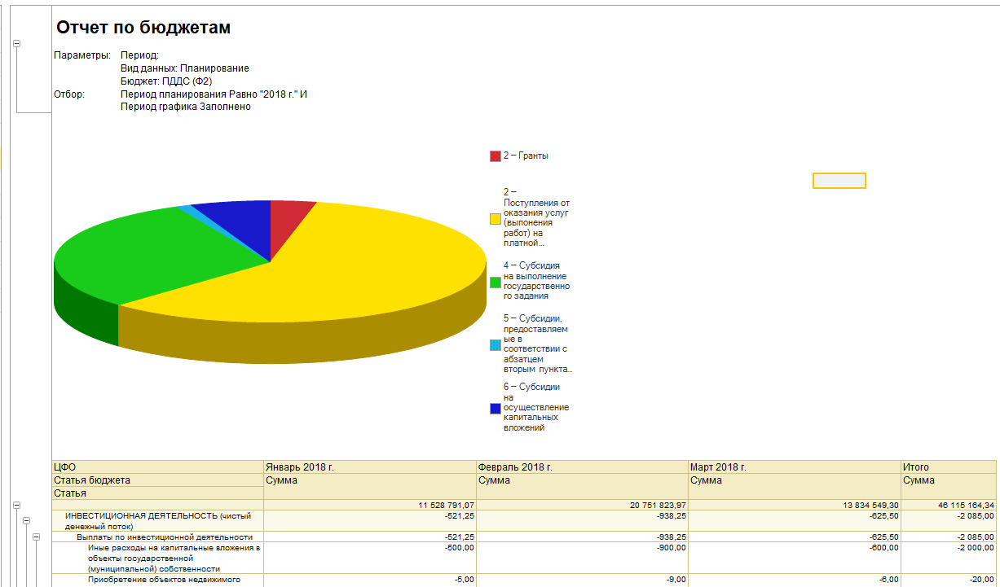 Отчет по бюджетам
Параметры: Период:
Вид данных: Планирование
Бюджет: ПДДС (Ф2)
Отбор: Период планирования Равно "2018 г." И
Период графика Заполнено
2 – Гранты
2 –
Поступления от
оказания услуг
(выпонения
работ) на
платной...
4 – Субсидия
на выполнение
государственно
го задания
5 – Субсидии,
предоставляем
ые в
соответствии с
абзатцем
вторым пункта...
6 – Субсидии
на
осуществление
капитальных
вложений
ЦФО Январь 2018 г. Февраль 2018 г. Март 2018 г. Итого
Статья бюджета Сумма Сумма Сумма Сумма
Статья
11 528 791,07 20 751 823,97 13 834 549,30 46 115 164,34
ИНВЕСТИЦИОННАЯ ДЕЯТЕЛЬНОСТЬ (чистый -521,25 -938,25 -625,50 -2 085,00
денежный поток)
Выплаты по инвестиционной деятельности -521,25 -938,25 -625,50 -2 085,00
Иные расходы на капитальные вложения в -500,00 -900,00 -600,00 -2 000,00
объекты государственной
(муниципальной) собственности
Приобретение объектов недвижимого -5,00 -9,00 -6,00 -20,00